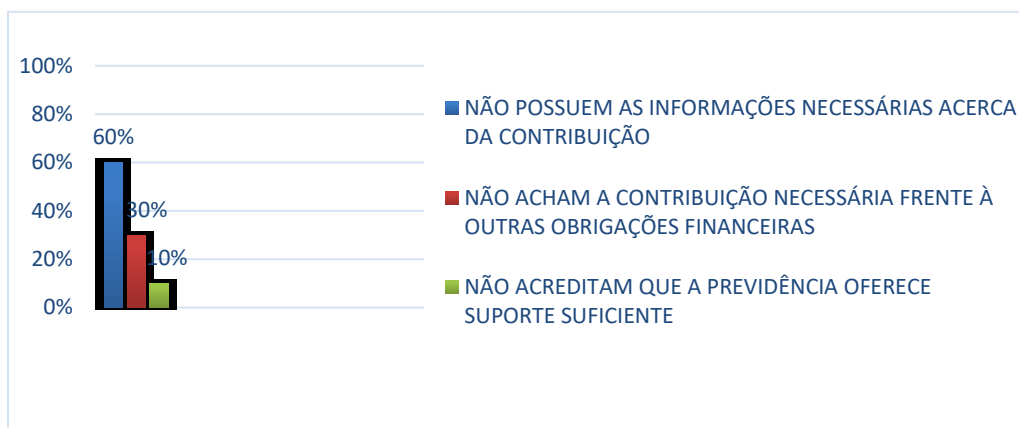 100%
80%
60%
40%
20%
0%
60%
30%
10%
NÃO POSSUEM AS INFORMAÇÕES NECESSÁRIAS ACERCA
DA CONTRIBUIÇÃO
NÃO ACHAM A CONTRIBUIÇÃO NECESSÁRIA FRENTE À
OUTRAS OBRIGAÇÕES FINANCEIRAS
NÃO ACREDITAM QUE A PREVIDÊNCIA OFERECE
SUPORTE SUFICIENTE